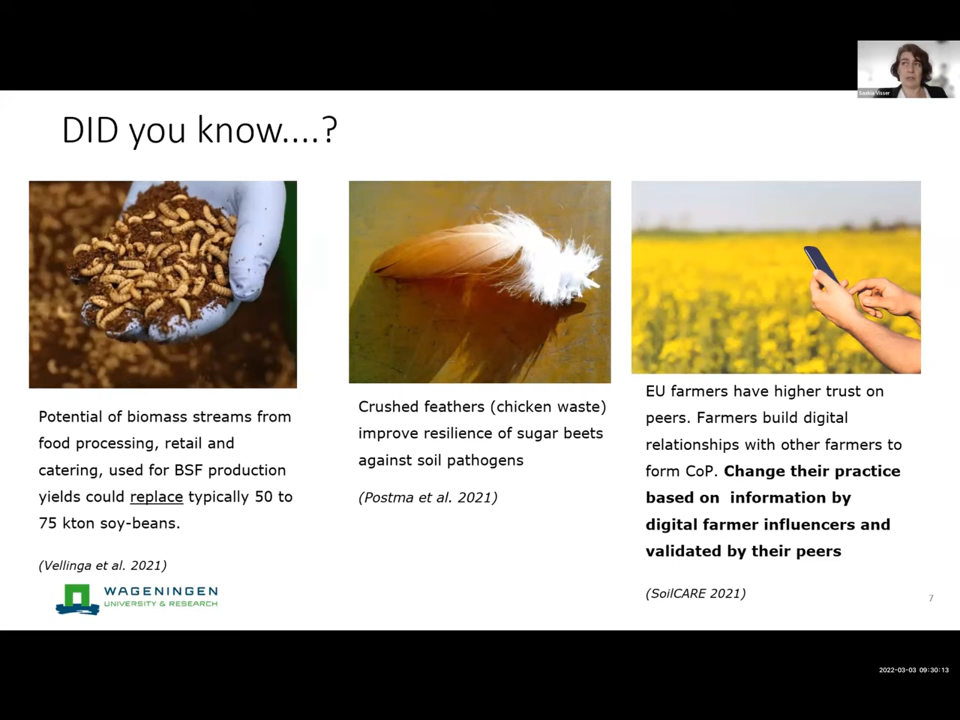 Saskia Visser
DID you know....?
Potential of biomass streams from
food processing, retail and
catering, used for BSF production
yields could replace typically 50 to
75 kton soy-beans.
(Vellinga et al. 2021)
Crushed feathers (chicken waste)
improve resilience of sugar beets
against soil pathogens
(Postma et al. 2021)
EU farmers have higher trust on
peers. Farmers build digital
relationships with other farmers to
form CoP. Change their practice
based on  information by
digital farmer influencers and
validated by their peers
(SoilCARE 2021)
WAGENINGEN
UNIVERSITY & RESEARCH
7
2022-03-03 09:30:13